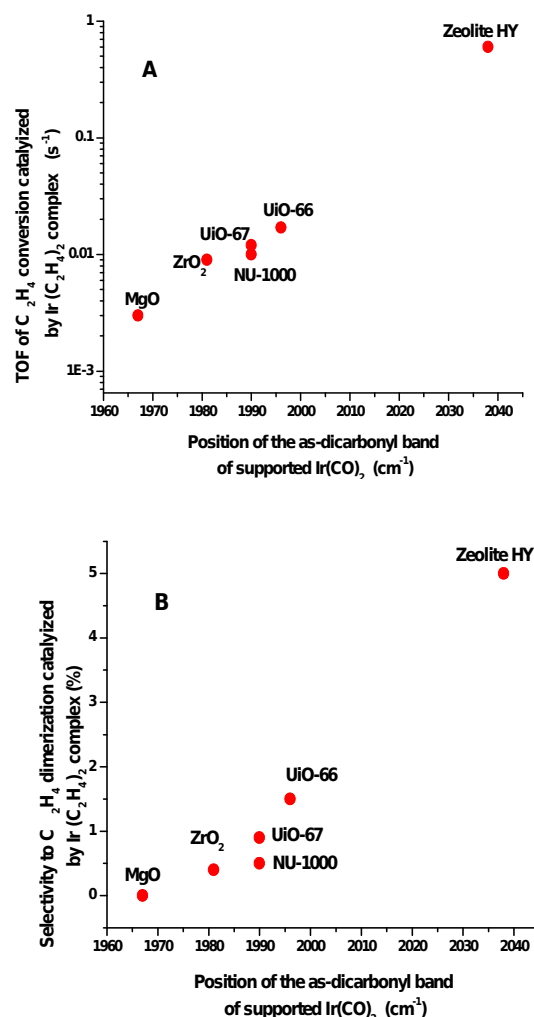 A
TOF of C₂H₄ conversion catalyized
by Ir (C₂H₄)₂ complex (s⁻¹)
1
0.1
0.01
1E-3
Zeolite HY
UiO-66
UiO-67
ZrO₂
NU-1000
MgO
1960 1970 1980 1990 2000 2010 2020 2030 2040
Position of the as-dicarbonyl band
of supported Ir(CO)₂ (cm⁻¹)
B
Selectivity to C₂H₄ dimerization catalyized
by Ir (C₂H₄)₂ complex (%)
5
4
3
2
1
0
Zeolite HY
UiO-66
ZrO₂
UiO-67
NU-1000
MgO
1960 1970 1980 1990 2000 2010 2020 2030 2040
Position of the as-dicarbonyl band
of supported Ir(CO)₂ (cm⁻¹)